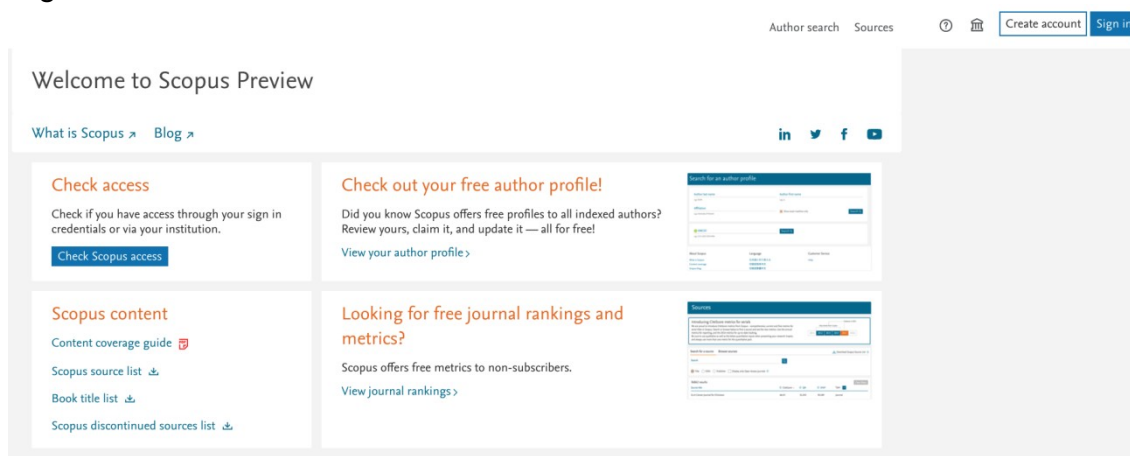 Author search Sources Create account Sign in
Welcome to Scopus Preview
What is Scopus Blog
in f
Check access
Check if you have access through your sign in
credentials or via your institution.
Check Scopus access
Check out your free author profile!
Did you know Scopus offers free profiles to all indexed authors?
Review yours, claim it, and update it — all for free!
View your author profile >
Search for an author profile
Scopus content
Content coverage guide
Scopus source list
Book title list
Scopus discontinued sources list
Looking for free journal rankings and
metrics?
Scopus offers free metrics to non-subscribers.
View journal rankings >
Sources